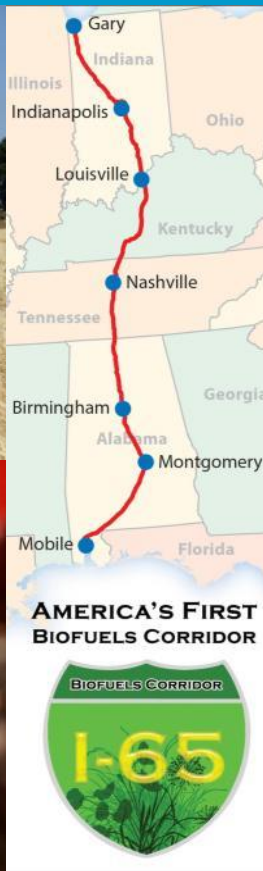 Gary
Indiana
Illinois
Indianapolis
Ohio
Louisville
Kentucky
Nashville
Tennessee
Georgia
Birmingham
Alabama
Montgomery
Mobile
Florida
AMERICA'S FIRST
BIOFUELS CORRIDOR
BIOFUELS CORRIDOR
I-65